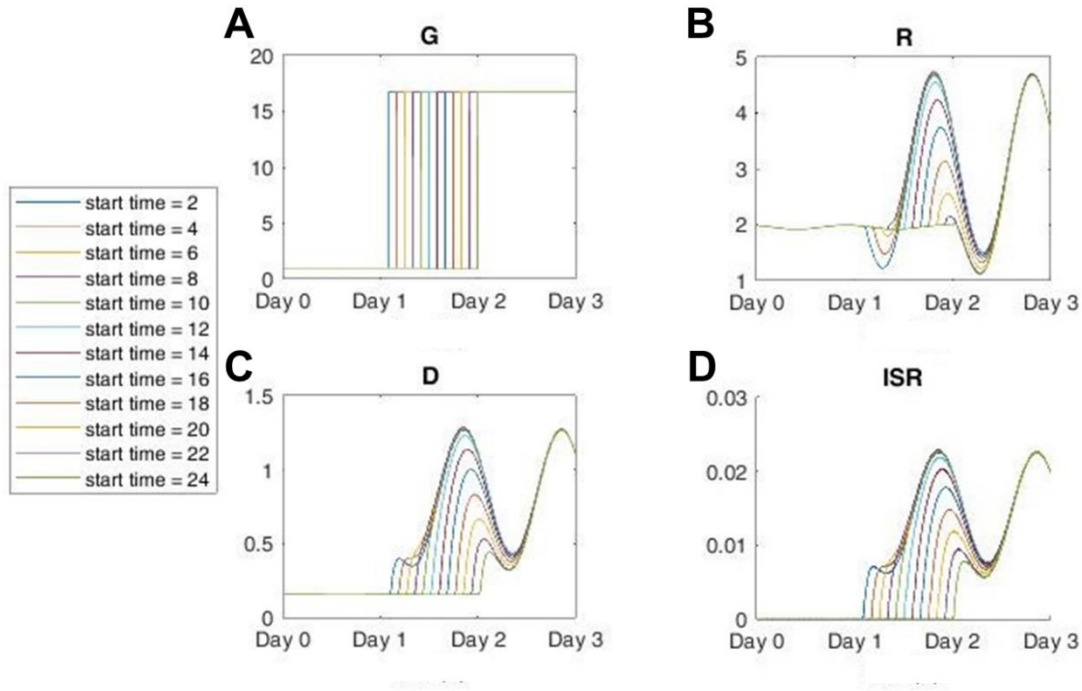 A
G
20
15
10
5
0
Day 0 Day 1 Day 2 Day 3
B
R
5
4
3
2
1
Day 0 Day 1 Day 2 Day 3
start time = 2
start time = 4
start time = 6
start time = 8
start time = 10
start time = 12
start time = 14
start time = 16
start time = 18
start time = 20
start time = 22
start time = 24
C
D
1.5
1
0.5
0
Day 0 Day 1 Day 2 Day 3
D
ISR
0.03
0.02
0.01
0
Day 0 Day 1 Day 2 Day 3